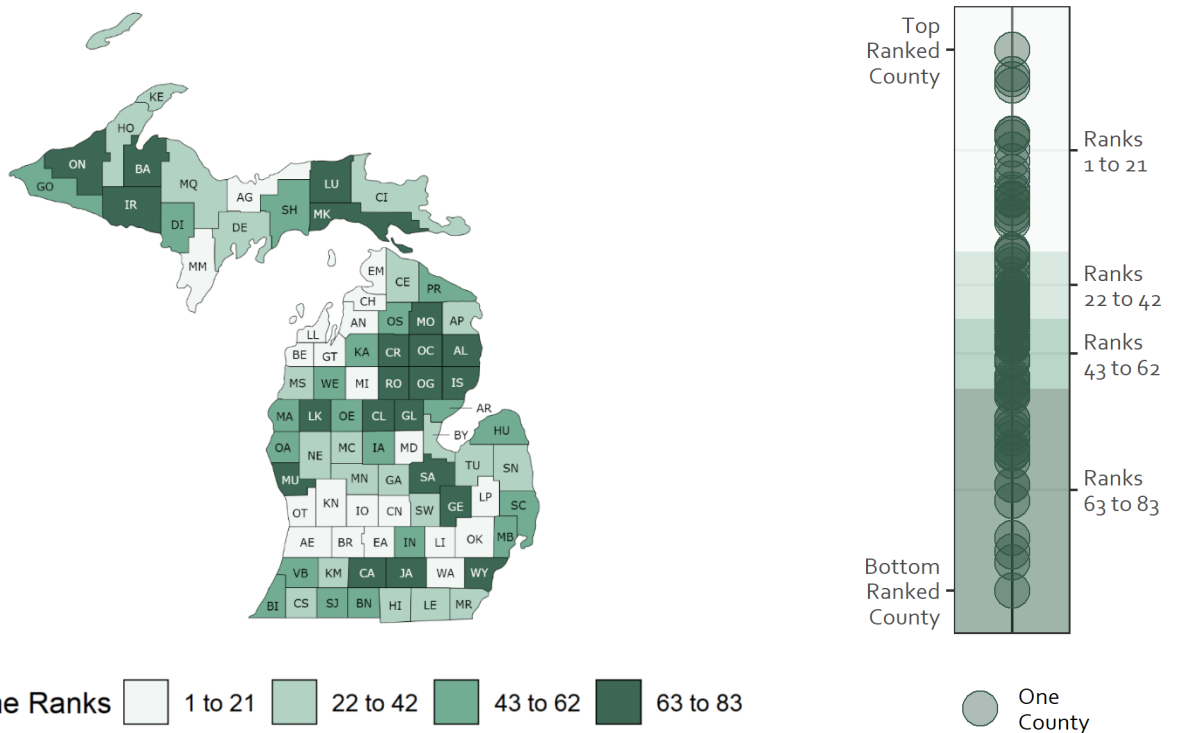 KE
HO
ON
BA
GO
MQ
LU
AG
CI
IR
SH
MK
DI
DE
MM
EM
CE
PR
CH
AN
OS
MO
AP
LL
BE
GT
KA
CR
OC
AL
MS
WE
MI
RO
OG
IS
MA
LK
OE
CL
GL
AR
BY
HU
OA
NE
MC
IA
MD
MU
MN
GA
SA
TU
SN
OT
KN
IO
CN
SW
GE
LP
SC
AE
BR
EA
IN
LI
OK
MB
VB
KM
CA
JA
WA
WY
BI
CS
SJ
BN
HI
LE
MR
e Ranks
1 to 21
22 to 42
43 to 62
63 to 83
Top
Ranked
County
Ranks
1 to 21
Ranks
22 to 42
Ranks
43 to 62
Ranks
63 to 83
Bottom
Ranked
County
One
County